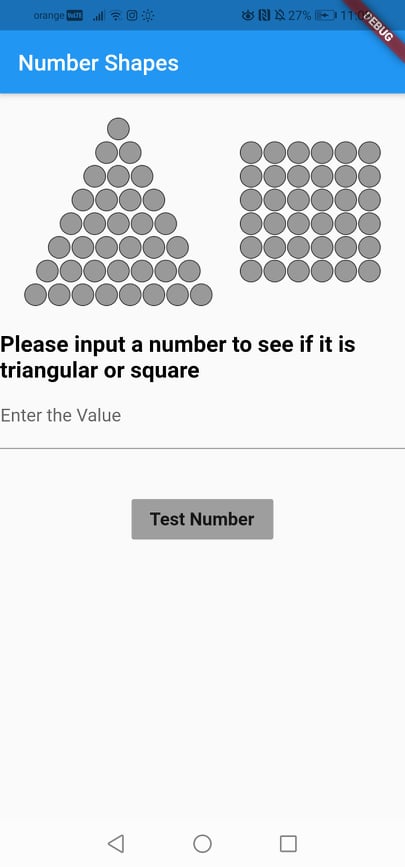 orange VoLTE 27% 11:0
DEBUG
Number Shapes
Please input a number to see if it is
triangular or square
Enter the Value
Test Number